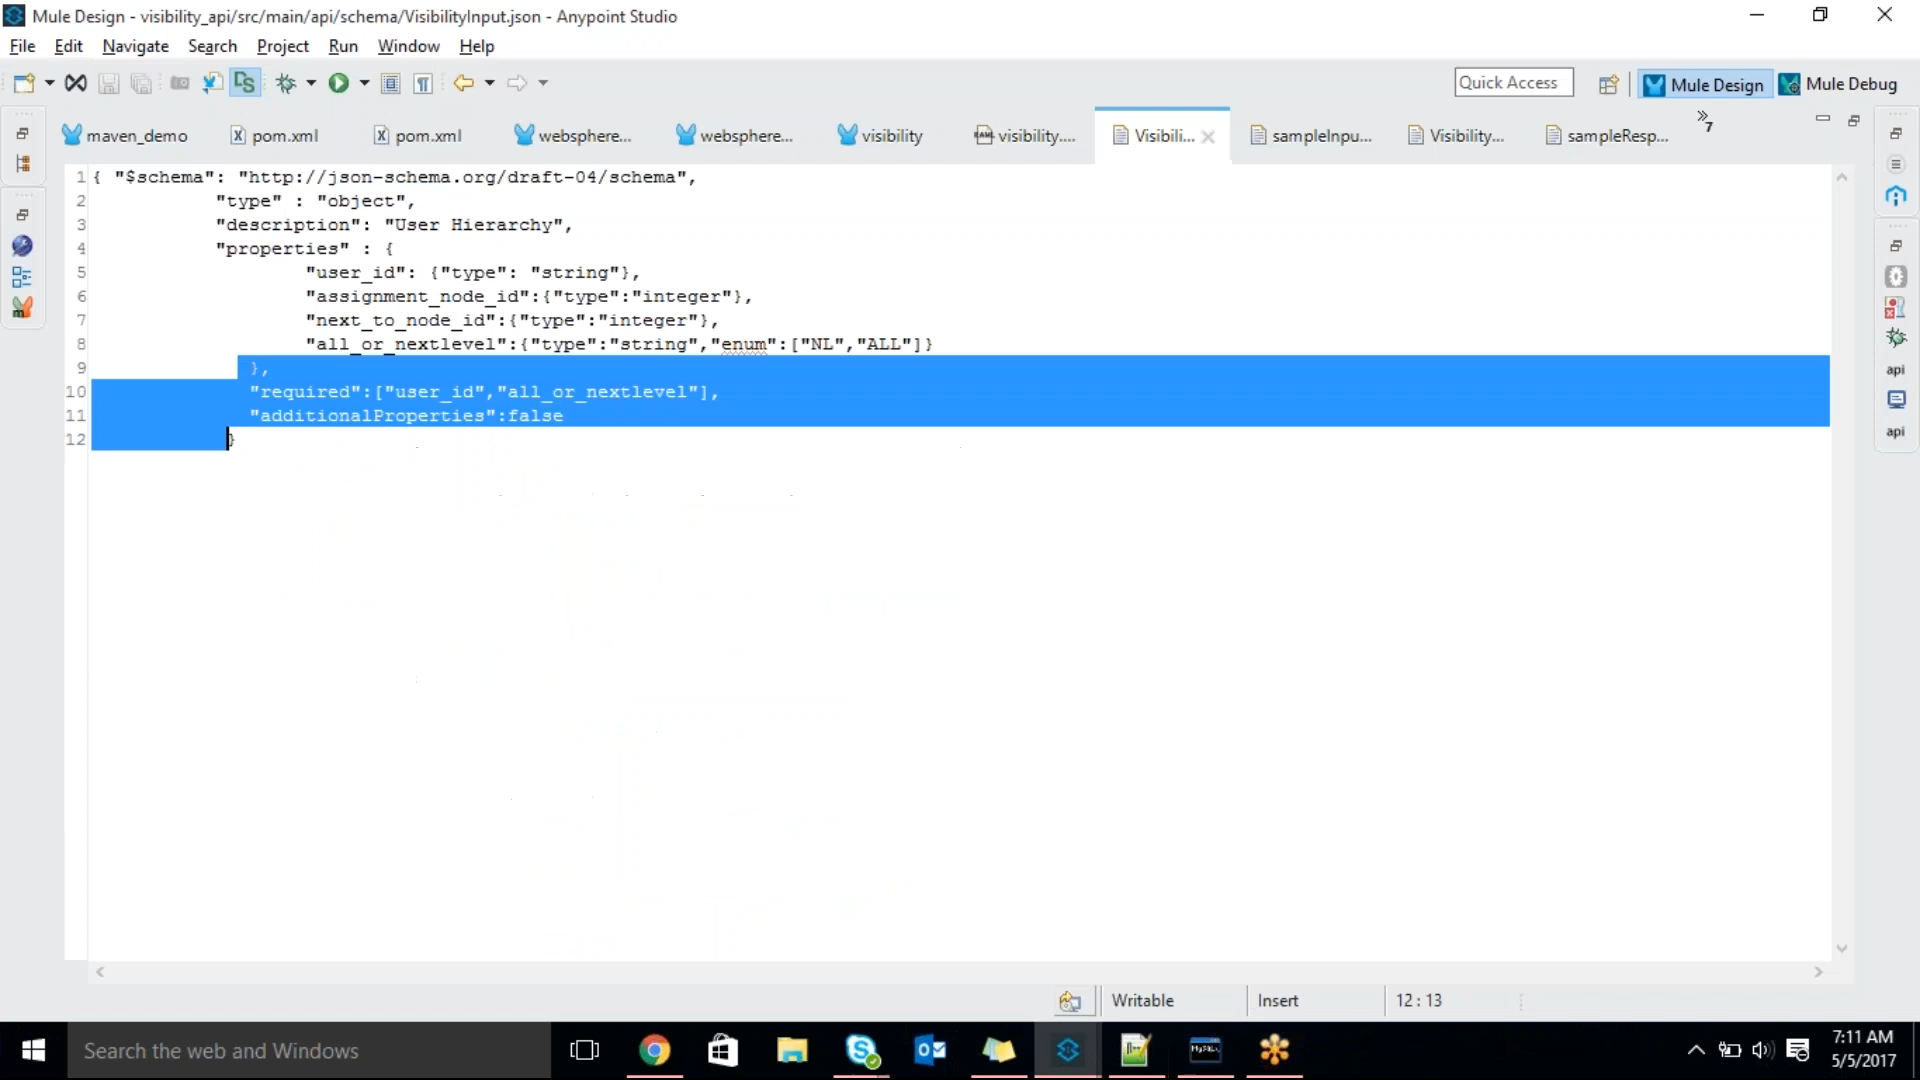 Mule Design - visibility_api/src/main/api/schema/VisibilityInput.json - Anypoint Studio
File Edit Navigate Search Project Run Window Help
Quick Access Mule Design Mule Debug
maven_demo pom.xml pom.xml websphere... websphere... visibility visibility.... Visibili... sampleInpu... Visibility... sampleResp... »7
1 { "$schema": "http://json-schema.org/draft-04/schema",
2 "type" : "object",
3 "description": "User Hierarchy",
4 "properties" : {
5 "user_id": {"type": "string"},
6 "assignment_node_id":{"type":"integer"},
7 "next_to_node_id":{"type":"integer"},
8 "all_or_nextlevel":{"type":"string","enum":["NL","ALL"]}
9 },
10 "required":["user_id","all_or_nextlevel"],
11 "additionalProperties":false
12 }
api
api
Writable Insert 12 : 13
Search the web and Windows
7:11 AM
5/5/2017